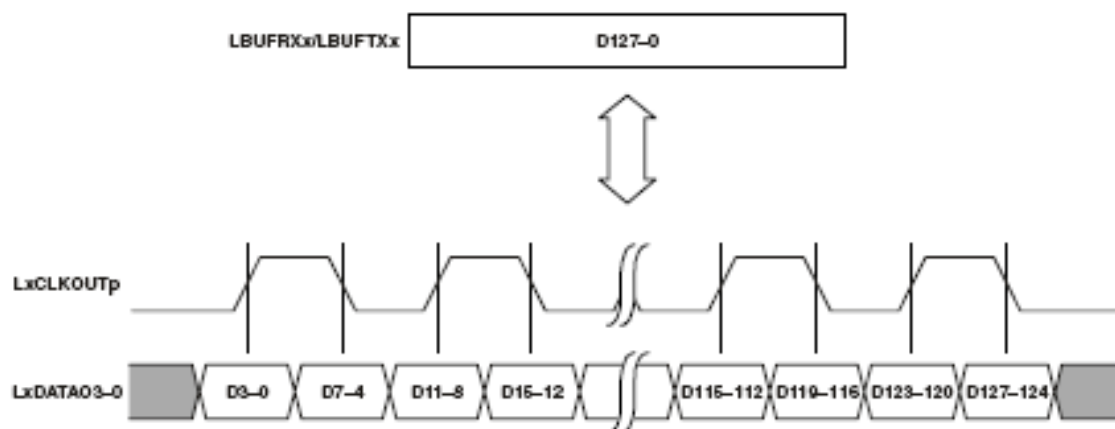 LBUFRXx/LBUFTXx D127–0
LxCLKOUTp
LxDATAO3–0 D3–0 D7–4 D11–8 D15–12 D115–112 D119–116 D123–120 D127–124